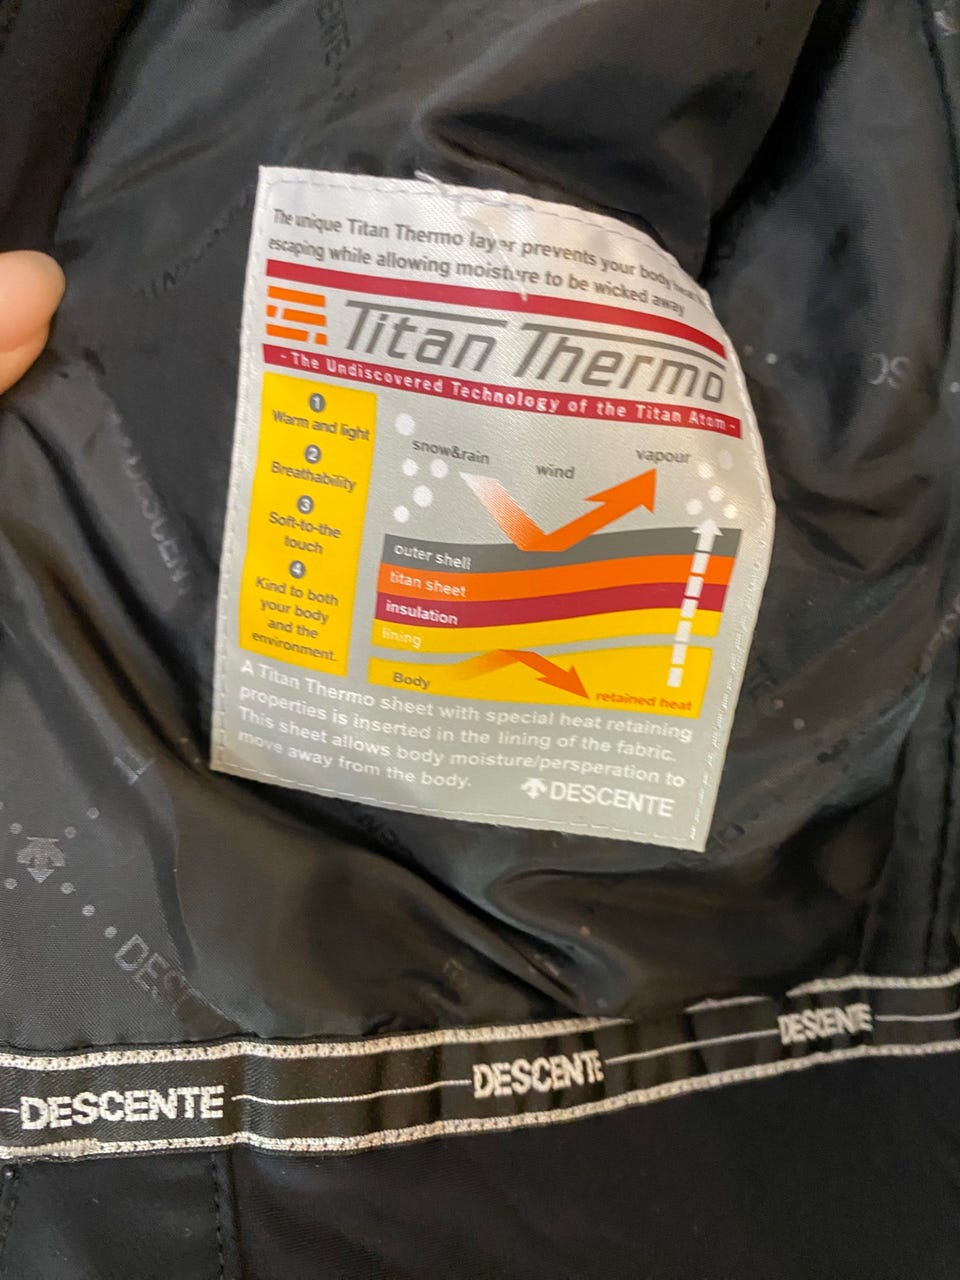 The unique Titan Thermo layer prevents your body heat
escaping while allowing moisture to be wicked away
Titan Thermo
- The Undiscovered Technology of the Titan Atom -
1
Warm and light
2
Breathability
3
Soft-to-the
touch
4
Kind to both
your body
and the
environment.
snow&rain
wind
vapour
outer shell
titan sheet
insulation
lining
Body
retained heat
A Titan Thermo sheet with special heat retaining
properties is inserted in the lining of the fabric.
This sheet allows body moisture/persperation to
move away from the body.
DESCENTE
DESCENTE
DESCENTE
DESCENTE